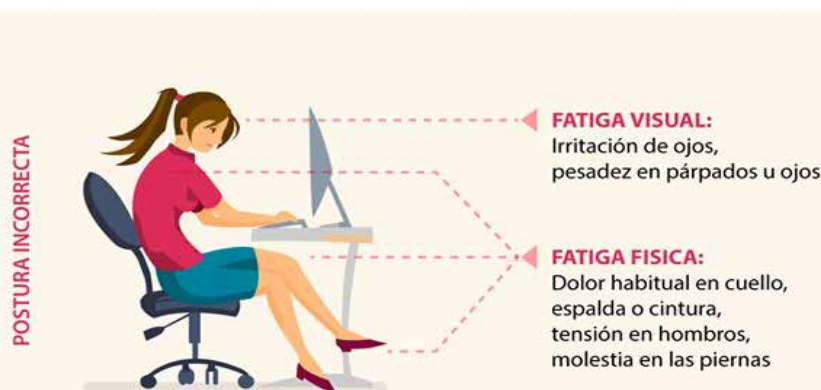 POSTURA INCORRECTA
FATIGA VISUAL:
Irritación de ojos,
pesadez en párpados u ojos
FATIGA FISICA:
Dolor habitual en cuello,
espalda o cintura,
tensión en hombros,
molestia en las piernas